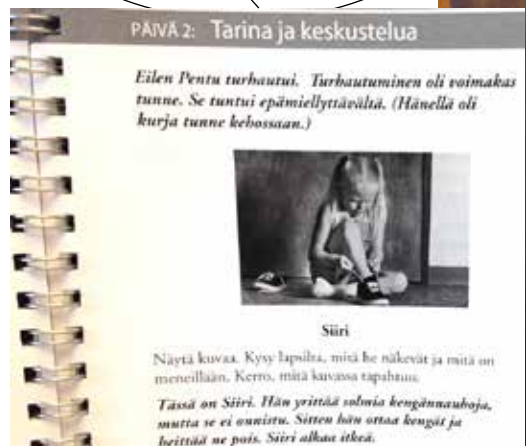 PÄIVÄ 2: Tarina ja keskustelua
Eilen Pentu turhautui. Turhautuminen oli voimakas
tunne. Se tuntui epämiellyttävältä. (Hänellä oli
kurja tunne kehossaan.)
Siiri
Näytä kuvaa. Kysy lapsilta, mitä he näkevät ja mitä on
meneillään. Kerro, mitä kuvassa tapahtuu.
Tässä on Siiri. Hän yrittää solmia kengännauhoja,
mutta se ei onnistu. Sitten hän ottaa kengät ja
heittää ne pois. Siiri alkaa itkeä.